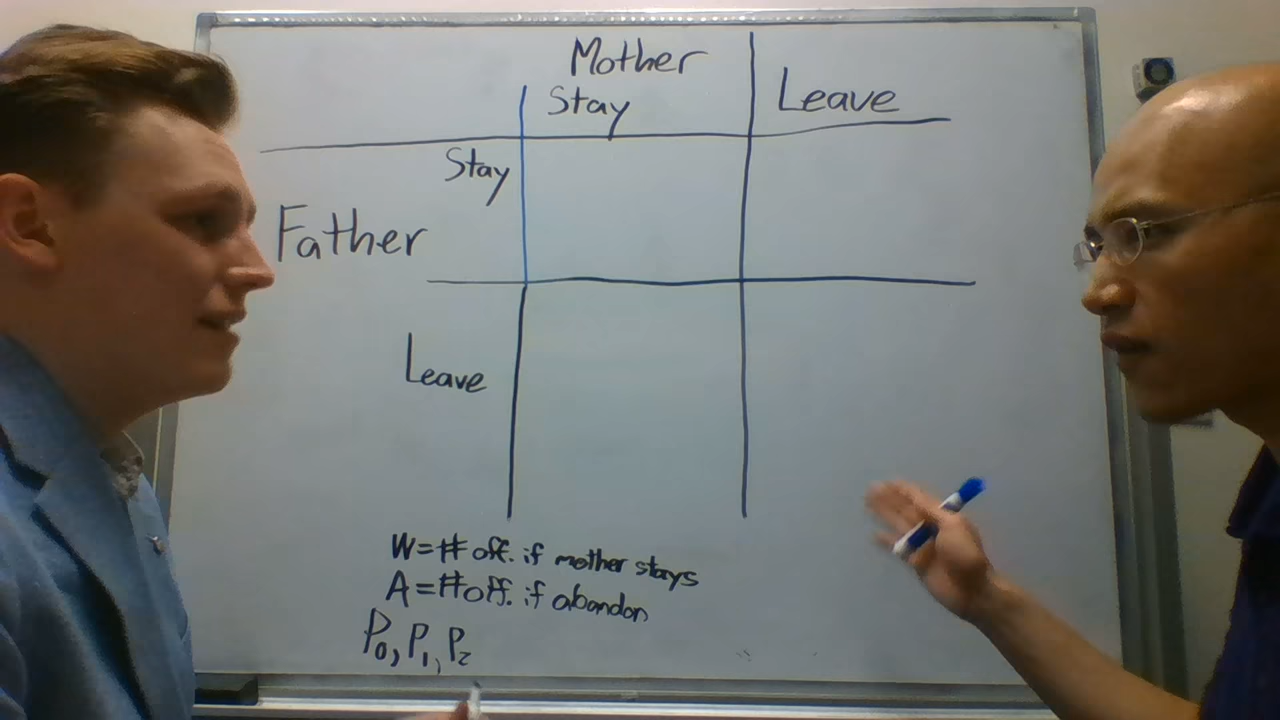 Mother
Stay
Leave
Stay
Father
Leave
W=# off. if mother stays
A=#off. if abandon
P0, P1, P2